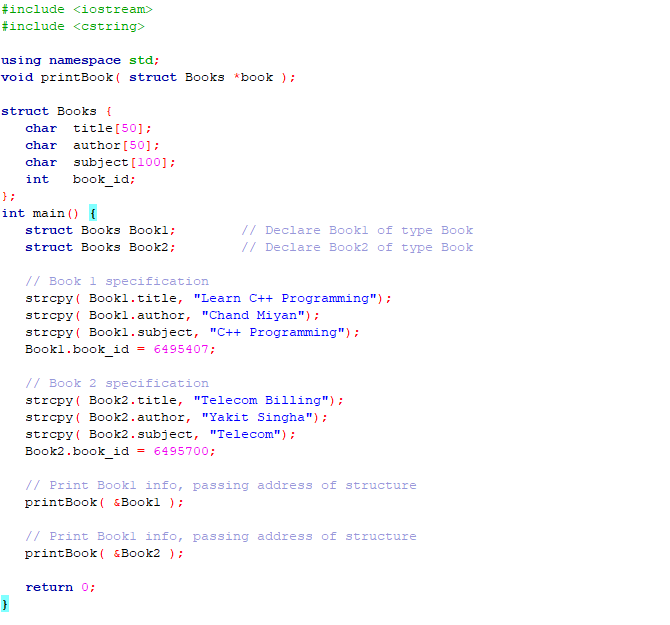 #include <iostream>
#include <cstring>
using namespace std;
void printBook( struct Books *book );
struct Books {
char title[50];
char author[50];
char subject[100];
int book_id;
};
int main() {
struct Books Book1; // Declare Book1 of type Book
struct Books Book2; // Declare Book2 of type Book
// Book 1 specification
strcpy( Book1.title, "Learn C++ Programming");
strcpy( Book1.author, "Chand Miyan");
strcpy( Book1.subject, "C++ Programming");
Book1.book_id = 6495407;
// Book 2 specification
strcpy( Book2.title, "Telecom Billing");
strcpy( Book2.author, "Yakit Singha");
strcpy( Book2.subject, "Telecom");
Book2.book_id = 6495700;
// Print Book1 info, passing address of structure
printBook( &Book1 );
// Print Book1 info, passing address of structure
printBook( &Book2 );
return 0;
}